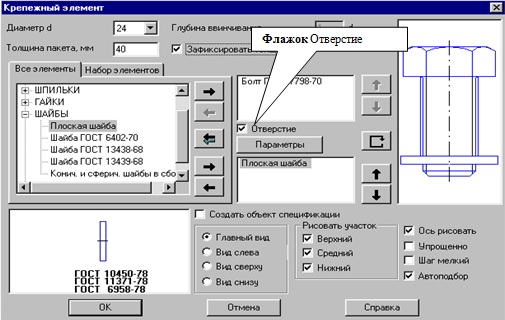 Крепежный элемент
Диаметр d
24
Глубина ввинчивания
Толщина пакета, мм
40
Зафиксировать
Флажок Отверстие
Все элементы
Набор элементов
ШПИЛЬКИ
ГАЙКИ
ШАЙБЫ
Плоская шайба
Шайба ГОСТ 6402-70
Шайба ГОСТ 13438-68
Шайба ГОСТ 13439-68
Конич. и сферич. шайбы в сбо
Болт Г 7798-70
Отверстие
Параметры
Плоская шайба
ГОСТ 10450-78
ГОСТ 11371-78
ГОСТ 6958-78
Создать объект спецификации
Главный вид
Вид слева
Вид сверху
Вид снизу
Рисовать участок
Верхний
Средний
Нижний
Ось рисовать
Упрощенно
Шаг мелкий
Автоподбор
OK
Отмена
Справка